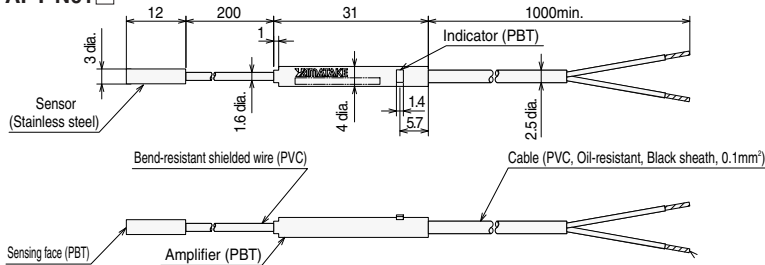 12
200
31
1000min.
1
Indicator (PBT)
3 dia.
Sensor
(Stainless steel)
1.6 dia.
4 dia.
1.4
5.7
2.5 dia.
Bend-resistant shielded wire (PVC)
Cable (PVC, Oil-resistant, Black sheath, 0.1mm²)
Sensing face (PBT)
Amplifier (PBT)